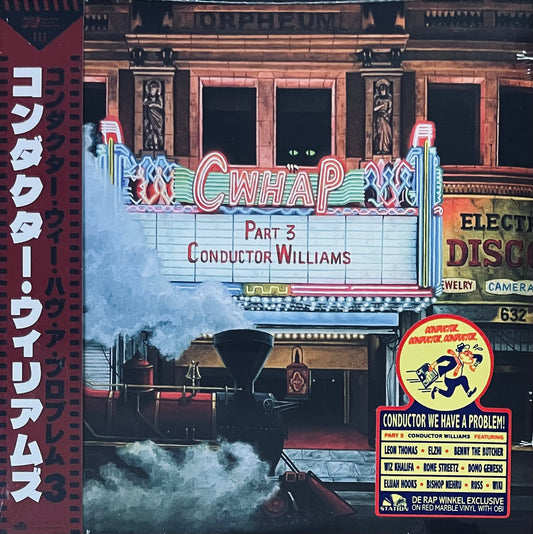 コンダクター・ウィー・ハヴ・ア・プロブレム 3
コンダクター・ウィリアムズ
ORPHEUM
CWHAP
PART 3
CONDUCTOR WILLIAMS
ELECT
DISCO
WELRY
CAMERA
632
CONDUCTOR,
CONDUCTOR, CONDUCTOR...
CONDUCTOR WE HAVE A PROBLEM!
PART 3 CONDUCTOR WILLIAMS FEATURING
LEON THOMAS • ELZHI • BENNY THE BUTCHER
WIZ KHALIFA • ROME STREETZ • DOMO GENESIS
ELIJAH HOOKS • BISHOP NEHRU • RUSS • WIKI
STATION
DE RAP WINKEL EXCLUSIVE
ON RED MARBLE VINYL WITH OBI